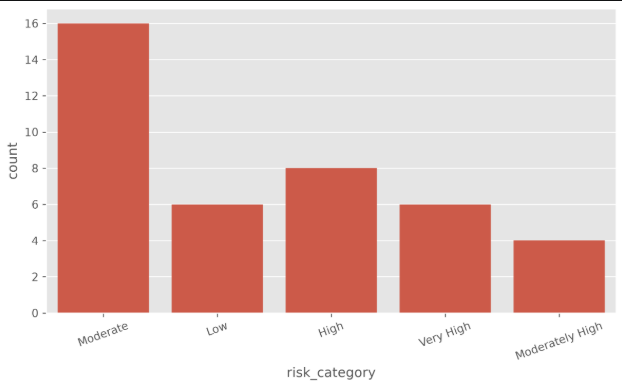 16
14
12
10
8
6
4
2
0
count
Moderate
Low
High
Very High
Moderately High
risk_category